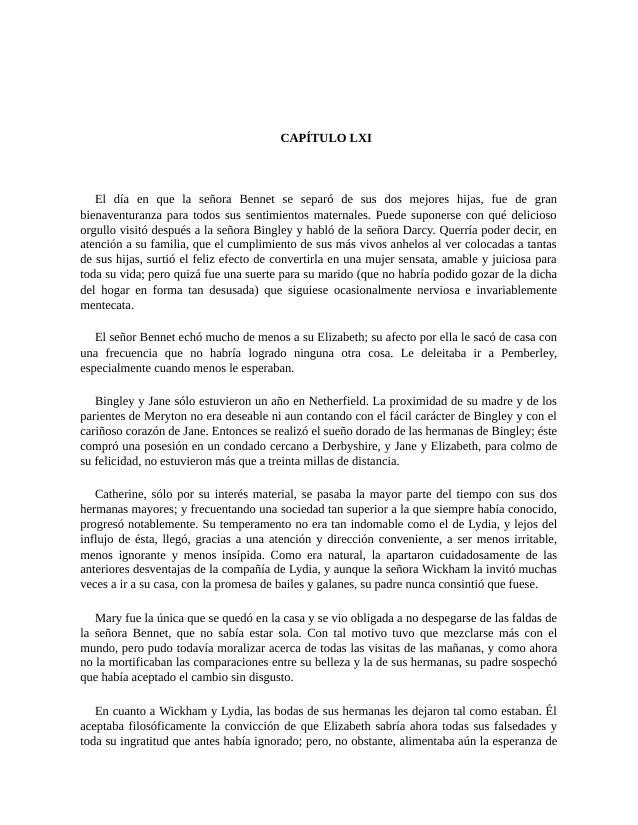 CAPÍTULO LXI
El día en que la señora Bennet se separó de sus dos mejores hijas, fue de gran
bienaventuranza para todos sus sentimientos maternales. Puede suponerse con qué delicioso
orgullo visitó después a la señora Bingley y habló de la señora Darcy. Querría poder decir, en
atención a su familia, que el cumplimiento de sus más vivos anhelos al ver colocadas a tantas
de sus hijas, surtió el feliz efecto de convertirla en una mujer sensata, amable y juiciosa para
toda su vida; pero quizá fue una suerte para su marido (que no habría podido gozar de la dicha
del hogar en forma tan desusada) que siguiese ocasionalmente nerviosa e invariablemente
mentecata.
El señor Bennet echó mucho de menos a su Elizabeth; su afecto por ella le sacó de casa con
una frecuencia que no habría logrado ninguna otra cosa. Le deleitaba ir a Pemberley,
especialmente cuando menos le esperaban.
Bingley y Jane sólo estuvieron un año en Netherfield. La proximidad de su madre y de los
parientes de Meryton no era deseable ni aun contando con el fácil carácter de Bingley y con el
cariñoso corazón de Jane. Entonces se realizó el sueño dorado de las hermanas de Bingley; éste
compró una posesión en un condado cercano a Derbyshire, y Jane y Elizabeth, para colmo de
su felicidad, no estuvieron más que a treinta millas de distancia.
Catherine, sólo por su interés material, se pasaba la mayor parte del tiempo con sus dos
hermanas mayores; y frecuentando una sociedad tan superior a la que siempre había conocido,
progresó notablemente. Su temperamento no era tan indomable como el de Lydia, y lejos del
influjo de ésta, llegó, gracias a una atención y dirección conveniente, a ser menos irritable,
menos ignorante y menos insípida. Como era natural, la apartaron cuidadosamente de las
anteriores desventajas de la compañía de Lydia, y aunque la señora Wickham la invitó muchas
veces a ir a su casa, con la promesa de bailes y galanes, su padre nunca consintió que fuese.
Mary fue la única que se quedó en la casa y se vio obligada a no despegarse de las faldas de
la señora Bennet, que no sabía estar sola. Con tal motivo tuvo que mezclarse más con el
mundo, pero pudo todavía moralizar acerca de todas las visitas de las mañanas, y como ahora
no la mortificaban las comparaciones entre su belleza y la de sus hermanas, su padre sospechó
que había aceptado el cambio sin disgusto.
En cuanto a Wickham y Lydia, las bodas de sus hermanas les dejaron tal como estaban. Él
aceptaba filosóficamente la convicción de que Elizabeth sabría ahora todas sus falsedades y
toda su ingratitud que antes había ignorado; pero, no obstante, alimentaba aún la esperanza de